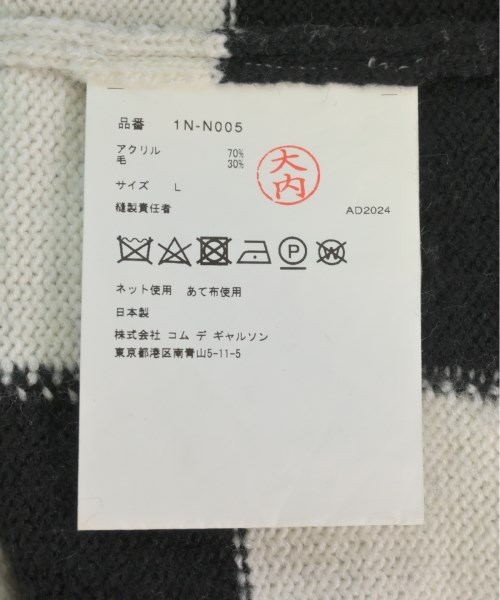 品番 1N-N005
アクリル 70%
毛 30%
大内
サイズ L
縫製責任者
AD2024
P W
ネット使用 あて布使用
日本製
株式会社 コム デ ギャルソン
東京都港区南青山5-11-5